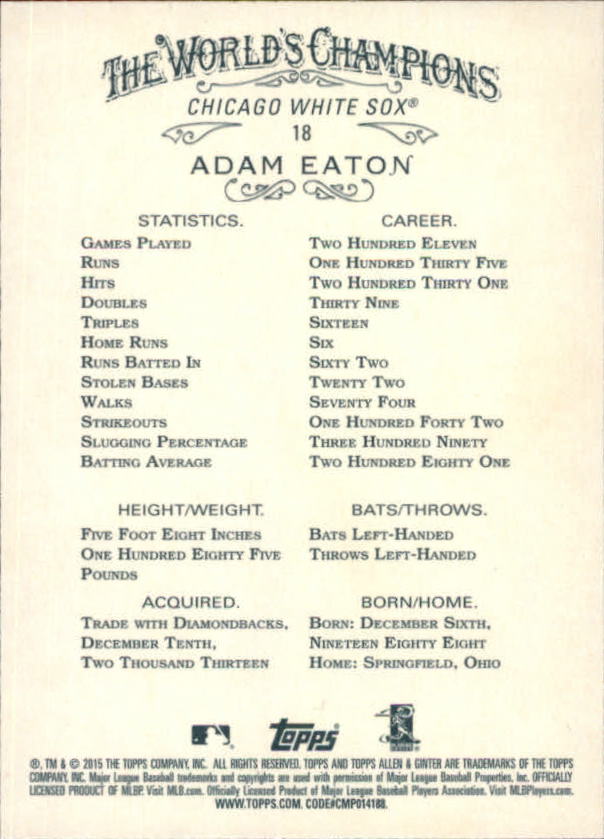 THE WORLD'S CHAMPIONS
CHICAGO WHITE SOX®
18
ADAM EATON
STATISTICS. CAREER.
GAMES PLAYED TWO HUNDRED ELEVEN
RUNS ONE HUNDRED THIRTY FIVE
HITS TWO HUNDRED THIRTY ONE
DOUBLES THIRTY NINE
TRIPLES SIXTEEN
HOME RUNS SIX
RUNS BATTED IN SIXTY TWO
STOLEN BASES TWENTY TWO
WALKS SEVENTY FOUR
STRIKEOUTS ONE HUNDRED FORTY TWO
SLUGGING PERCENTAGE THREE HUNDRED NINETY
BATTING AVERAGE TWO HUNDRED EIGHTY ONE
HEIGHT/WEIGHT.
FIVE FOOT EIGHT INCHES
ONE HUNDRED EIGHTY FIVE
POUNDS
BATS/THROWS.
BATS LEFT-HANDED
THROWS LEFT-HANDED
ACQUIRED.
TRADE WITH DIAMONDBACKS,
DECEMBER TENTH,
TWO THOUSAND THIRTEEN
BORN/HOME.
BORN: DECEMBER SIXTH,
NINETEEN EIGHTY EIGHT
HOME: SPRINGFIELD, OHIO
topps
®, TM & © 2015 THE TOPPS COMPANY, INC. ALL RIGHTS RESERVED. TOPPS AND TOPPS ALLEN & GINTER ARE TRADEMARKS OF THE TOPPS
COMPANY, INC. Major League Baseball trademarks and copyrights are used with permission of Major League Baseball Properties, Inc. OFFICIALLY
LICENSED PRODUCT OF MLBP. Visit MLB.com. Officially Licensed Product of Major League Baseball Players Association. Visit MLBPlayers.com.
WWW.TOPPS.COM. CODE#CMP014188.